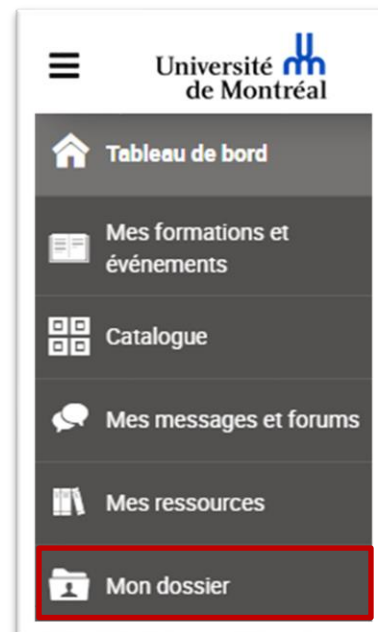 Université
de Montréal
Tableau de bord
Mes formations et
événements
Catalogue
Mes messages et forums
Mes ressources
Mon dossier